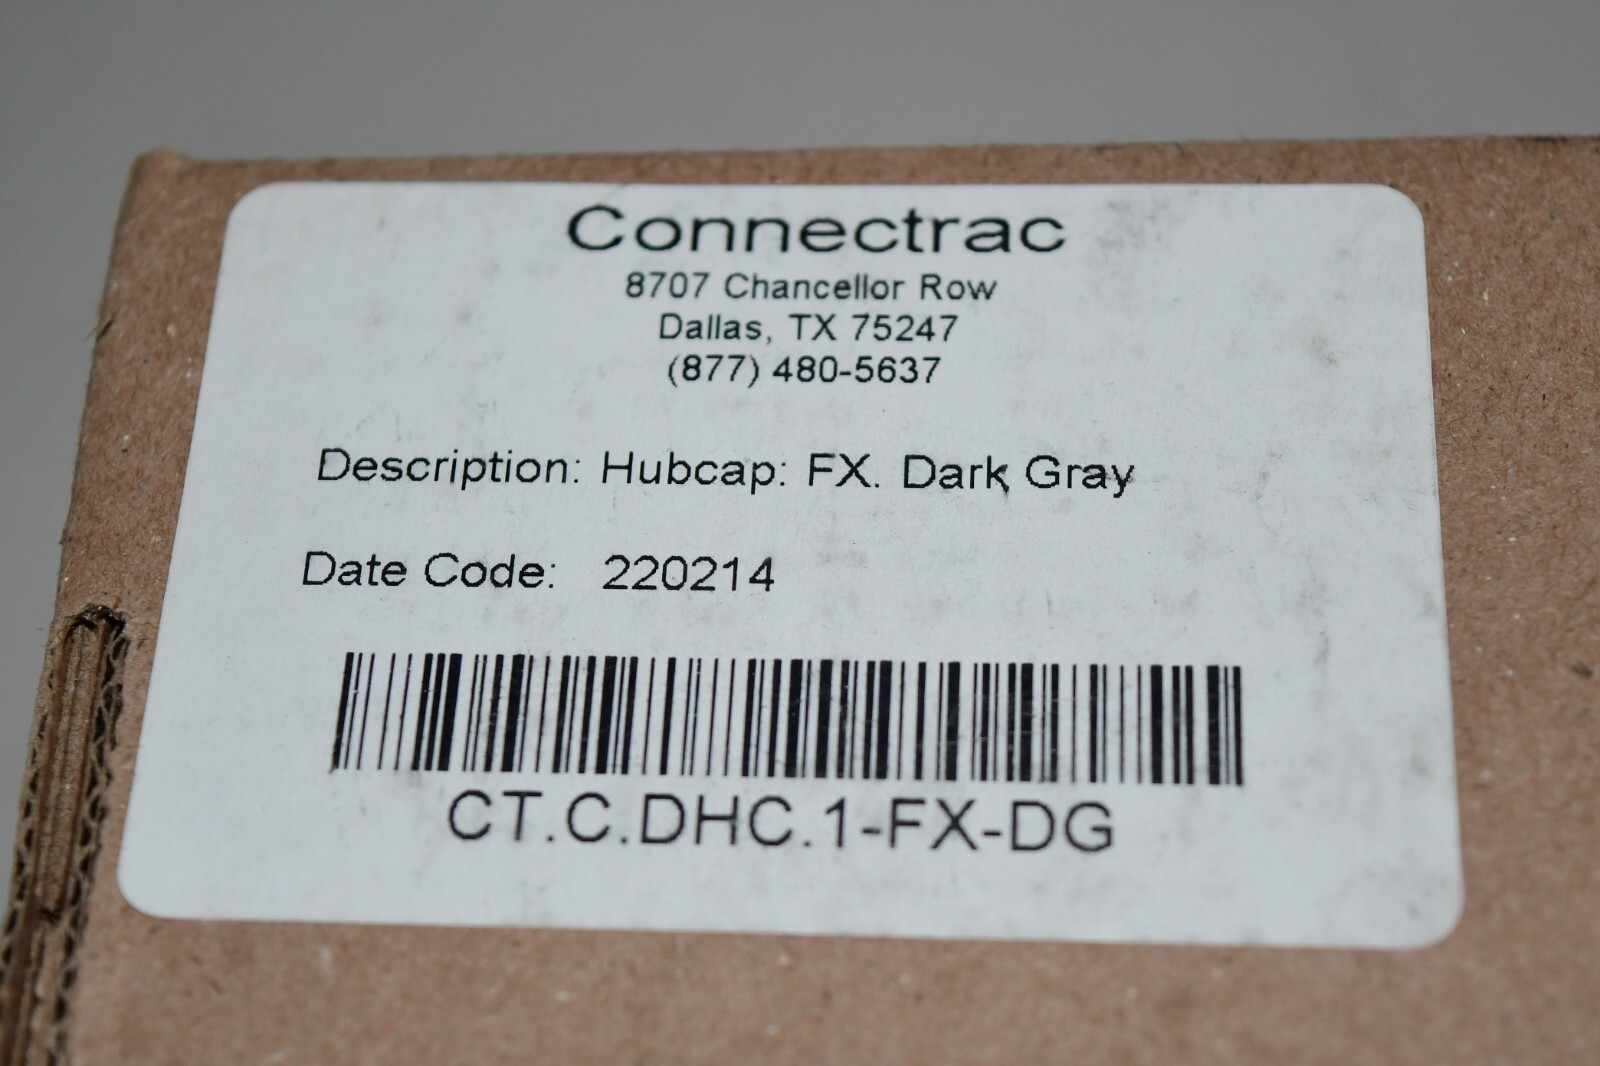 Connectrac
8707 Chancellor Row
Dallas, TX 75247
(877) 480-5637
Description: Hubcap: FX. Dark Gray
Date Code: 220214
CT.C.DHC.1-FX-DG